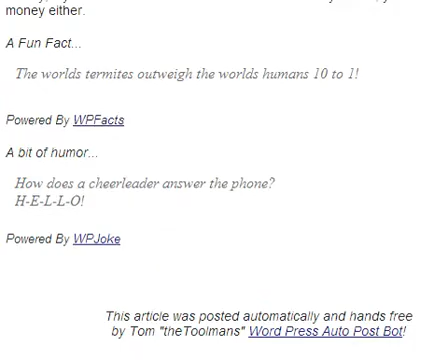 money either.
A Fun Fact...
The worlds termites outweigh the worlds humans 10 to 1!
Powered By WPFacts
A bit of humor...
How does a cheerleader answer the phone?
H-E-L-L-O!
Powered By WPJoke
This article was posted automatically and hands free
by Tom "theToolmans" Word Press Auto Post Bot!